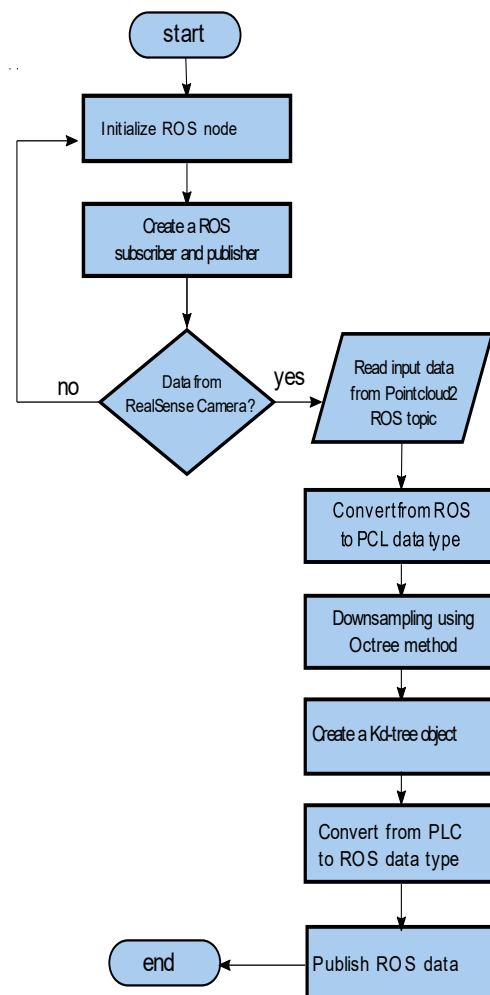 start
Initialize ROS node
Create a ROS
subscriber and publisher
Data from
RealSense Camera?
no
yes
Read input data
from Pointcloud2
ROS topic
Convert from ROS
to PCL data type
Downsampling using
Octree method
Create a Kd-tree object
Convert from PLC
to ROS data type
Publish ROS data
end